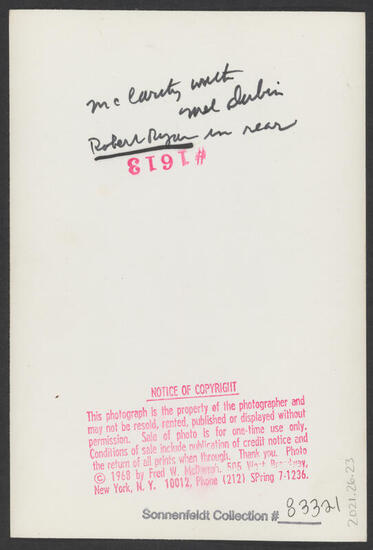 McCarthy with
Mel Durbin
Robert Ryan in rear
#1613
NOTICE OF COPYRIGHT
This photograph is the property of the photographer and
may not be resold, rented, published or displayed without
permission. Sale of photo is for one-time use only.
Conditions of sale include publication of credit notice and
the return of all prints when through. Thank you. Photo
© 1968 by Fred W. McDarrah, 505 West Broadway,
New York, N. Y. 10012, Phone (212) SPring 7-1236.
Sonnenfeldt Collection # 83321
2021.26.23